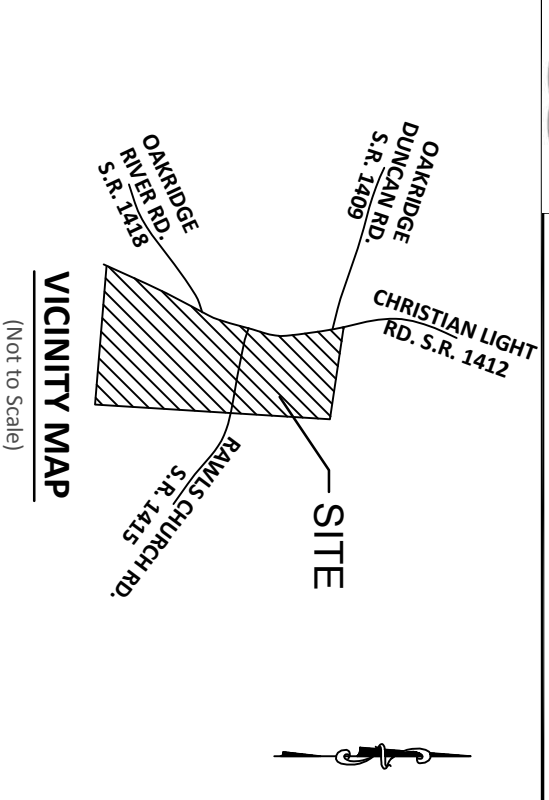 OAKRIDGE
DUNCAN RD.
S.R. 1409
CHRISTIAN LIGHT
RD. S.R. 1412
OAKRIDGE
RIVER RD.
S.R. 1418
SITE
RAWLS CHURCH RD.
S.R. 1415
VICINITY MAP
(Not to Scale)